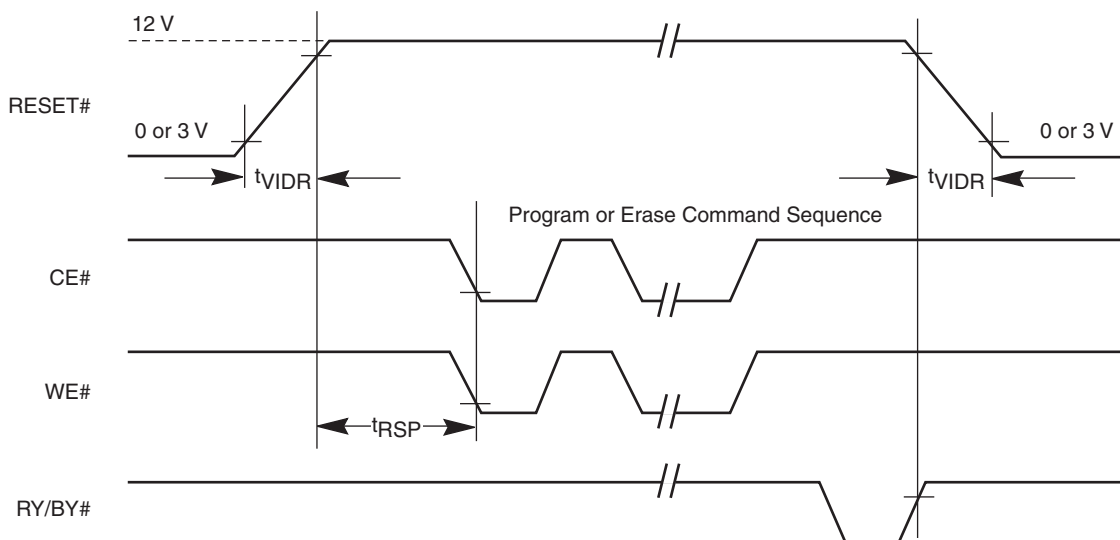 12 V
RESET#
0 or 3 V
0 or 3 V
tVIDR
tVIDR
Program or Erase Command Sequence
CE#
WE#
tRSP
RY/BY#